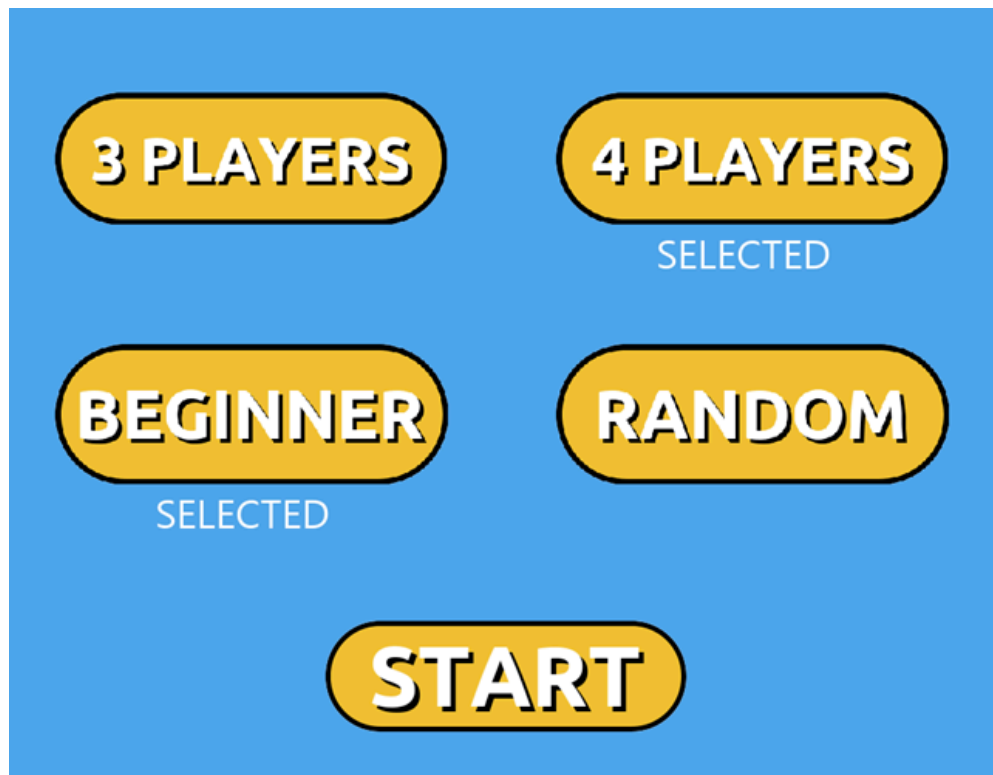 3 PLAYERS
4 PLAYERS
SELECTED
BEGINNER
RANDOM
SELECTED
START